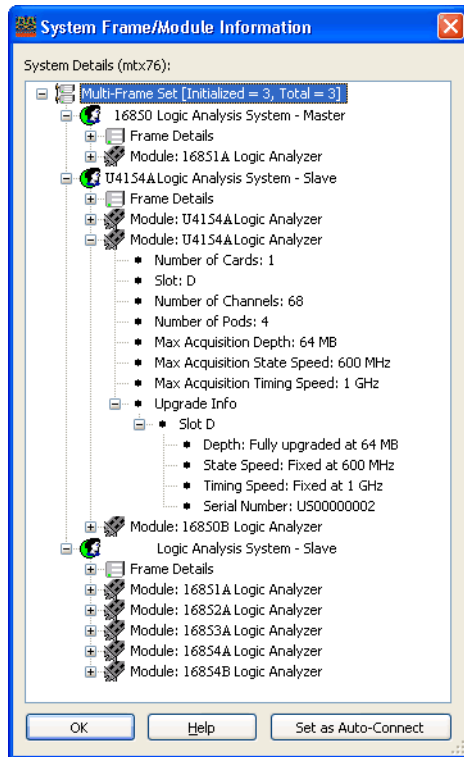 System Frame/Module Information
System Details (mtx76):
Multi-Frame Set [Initialized = 3, Total = 3]
16850 Logic Analysis System - Master
Frame Details
Module: 16851A Logic Analyzer
U4154ALogic Analysis System - Slave
Frame Details
Module: U4154ALogic Analyzer
Module: U4154ALogic Analyzer
Number of Cards: 1
Slot: D
Number of Channels: 68
Number of Pods: 4
Max Acquisition Depth: 64 MB
Max Acquisition State Speed: 600 MHz
Max Acquisition Timing Speed: 1 GHz
Upgrade Info
Slot D
Depth: Fully upgraded at 64 MB
State Speed: Fixed at 600 MHz
Timing Speed: Fixed at 1 GHz
Serial Number: US00000002
Module: 16850B Logic Analyzer
Logic Analysis System - Slave
Frame Details
Module: 16851A Logic Analyzer
Module: 16852A Logic Analyzer
Module: 16853A Logic Analyzer
Module: 16854A Logic Analyzer
Module: 16854B Logic Analyzer
OK Help Set as Auto-Connect